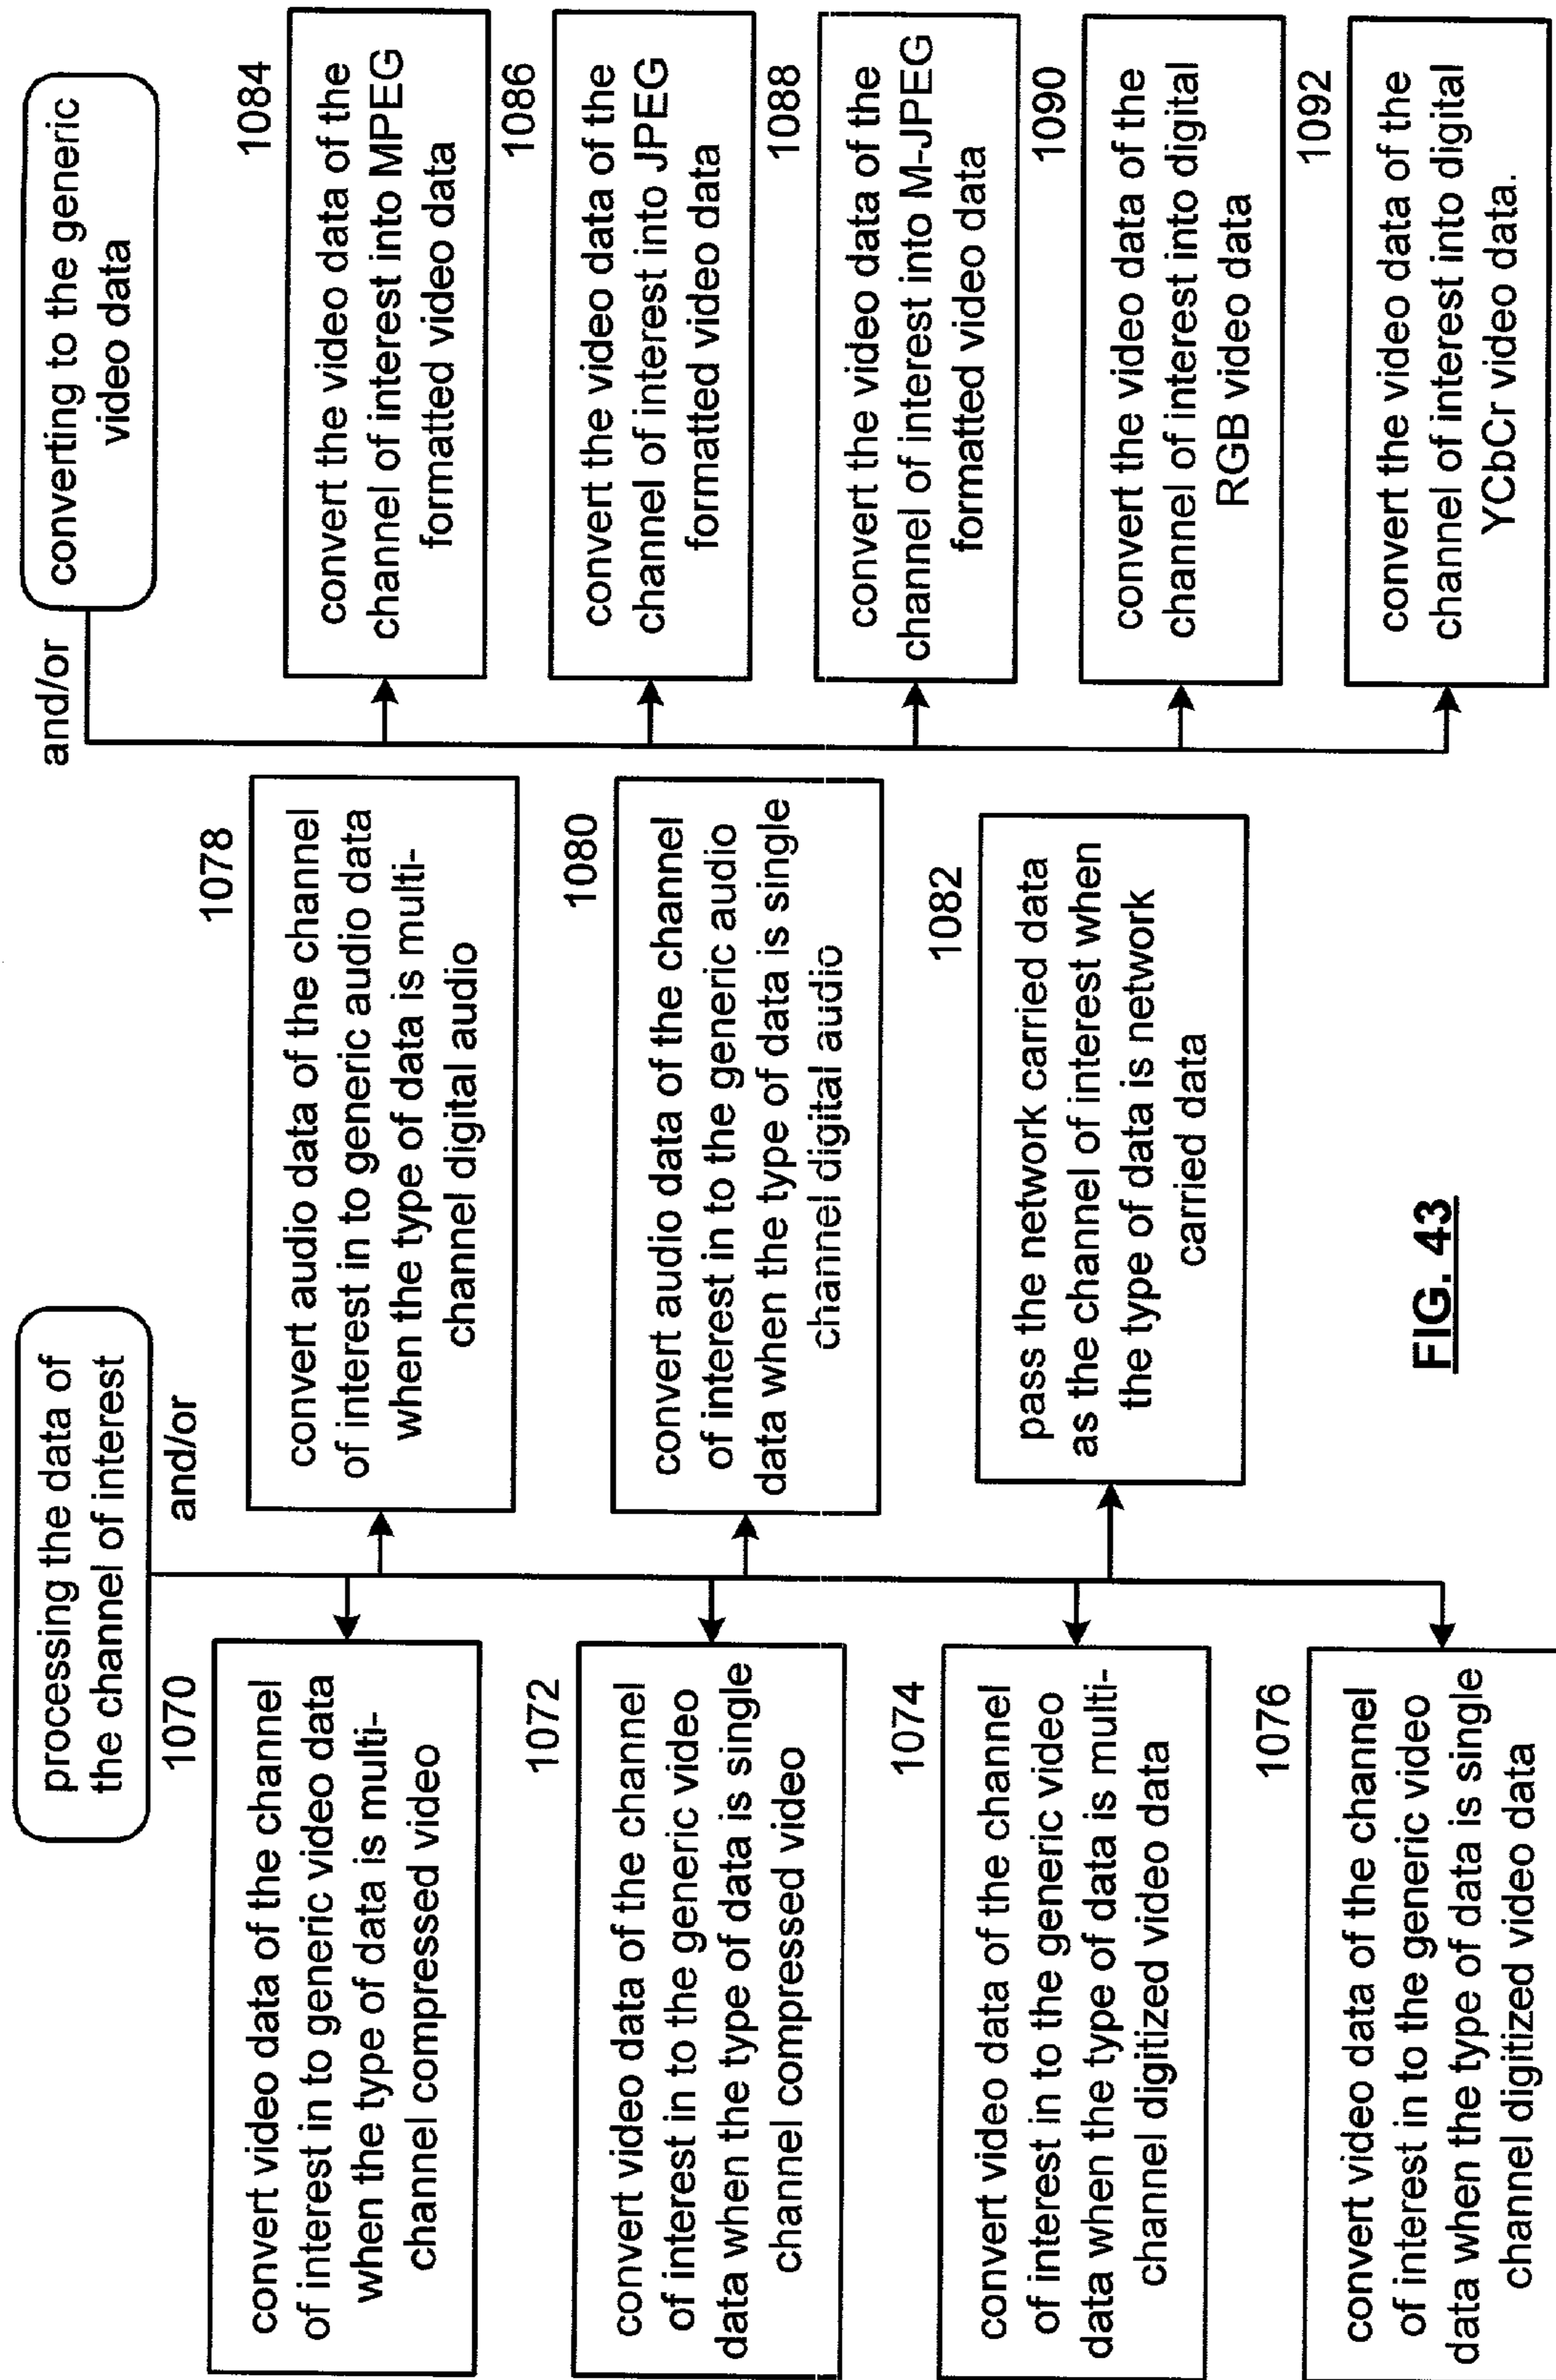 processing the data of
the channel of interest
and/or
1070
convert video data of the channel
of interest in to generic video data
when the type of data is multi-
channel compressed video
1072
convert video data of the channel
of interest in to the generic video
data when the type of data is single
channel compressed video
1074
convert video data of the channel
of interest in to the generic video
data when the type of data is multi-
channel digitized video data
1076
convert video data of the channel
of interest in to the generic video
data when the type of data is single
channel digitized video data
1078
convert audio data of the channel
of interest in to generic audio data
when the type of data is multi-
channel digital audio
1080
convert audio data of the channel
of interest in to the generic audio
data when the type of data is single
channel digital audio
1082
pass the network carried data
as the channel of interest when
the type of data is network
carried data
converting to the generic
video data
and/or
1084
convert the video data of the
channel of interest into MPEG
formatted video data
1086
convert the video data of the
channel of interest into JPEG
formatted video data
1088
convert the video data of the
channel of interest into M-JPEG
formatted video data
1090
convert the video data of the
channel of interest into digital
RGB video data
1092
convert the video data of the
channel of interest into digital
YCbCr video data.
FIG. 43